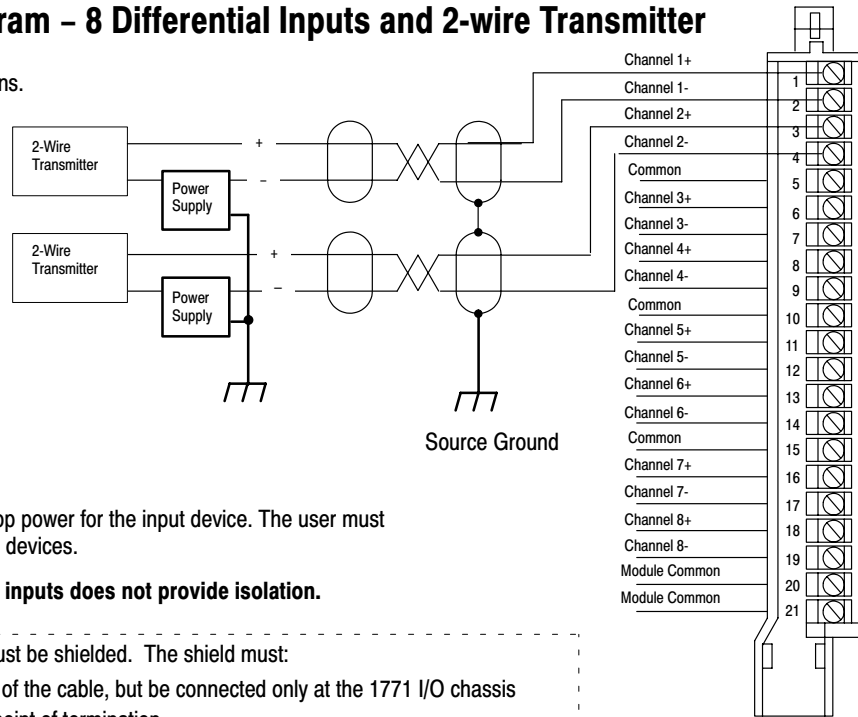 ram – 8 Differential Inputs and 2-wire Transmitter
ns.
Channel 1+
Channel 1-
Channel 2+
Channel 2-
Common
Channel 3+
Channel 3-
Channel 4+
Channel 4-
Common
Channel 5+
Channel 5-
Channel 6+
Channel 6-
Common
Channel 7+
Channel 7-
Channel 8+
Channel 8-
Module Common
Module Common
1
2
3
4
5
6
7
8
9
10
11
12
13
14
15
16
17
18
19
20
21
2-Wire
Transmitter
+
–
Power
Supply
2-Wire
Transmitter
+
–
Power
Supply
Source Ground
op power for the input device. The user must
devices.
inputs does not provide isolation.
ust be shielded. The shield must:
of the cable, but be connected only at the 1771 I/O chassis
oint of termination